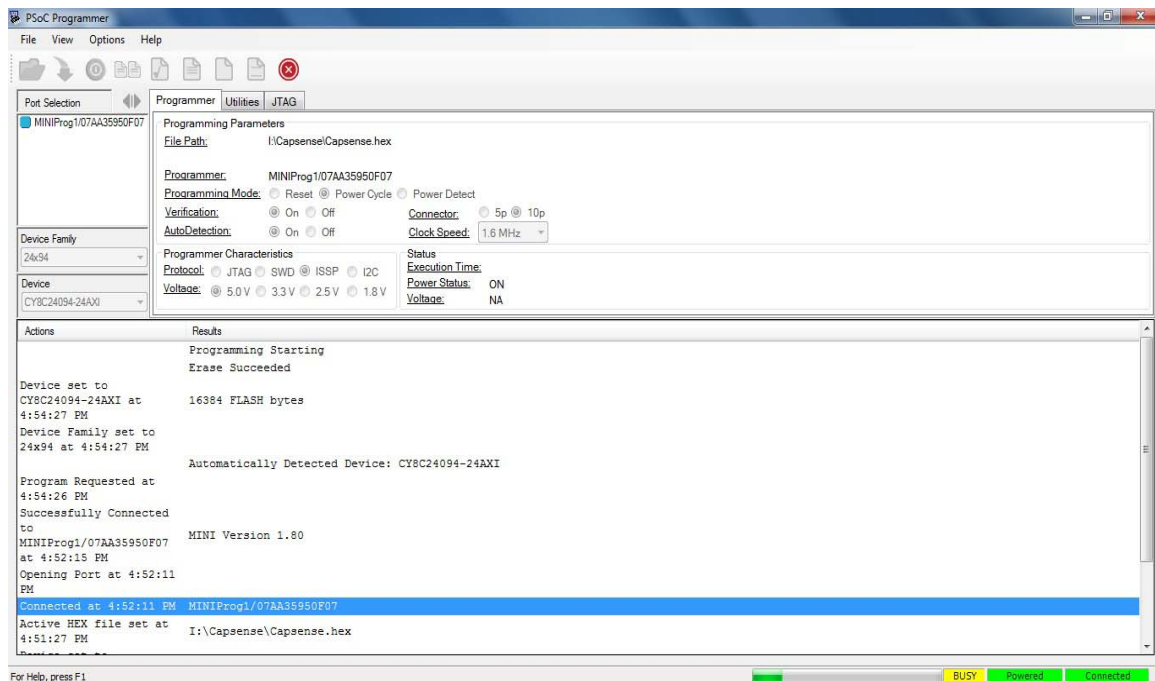 PSoC Programmer
File View Options Help
Port Selection
Programmer Utilities JTAG
MINIProg1/07AA35950F07
Programming Parameters
File Path: I:\Capsense\Capsense.hex
Programmer: MINIProg1/07AA35950F07
Programming Mode: Reset Power Cycle Power Detect
Verification: On Off Connector: 5p 10p
AutoDetection: On Off Clock Speed: 1.6 MHz
Device Family
24x94
Device
CY8C24094-24AXI
Programmer Characteristics
Protocol: JTAG SWD ISSP I2C
Voltage: 5.0 V 3.3 V 2.5 V 1.8 V
Status
Execution Time:
Power Status: ON
Voltage: NA
Actions Results
Programming Starting
Erase Succeeded
Device set to
CY8C24094-24AXI at 16384 FLASH bytes
4:54:27 PM
Device Family set to
24x94 at 4:54:27 PM
Automatically Detected Device: CY8C24094-24AXI
Program Requested at
4:54:26 PM
Successfully Connected
to
MINIProg1/07AA35950F07 MINI Version 1.80
at 4:52:15 PM
Opening Port at 4:52:11
PM
Connected at 4:52:11 PM MINIProg1/07AA35950F07
Active HEX file set at I:\Capsense\Capsense.hex
4:51:27 PM
Device set to
For Help, press F1
BUSY Powered Connected